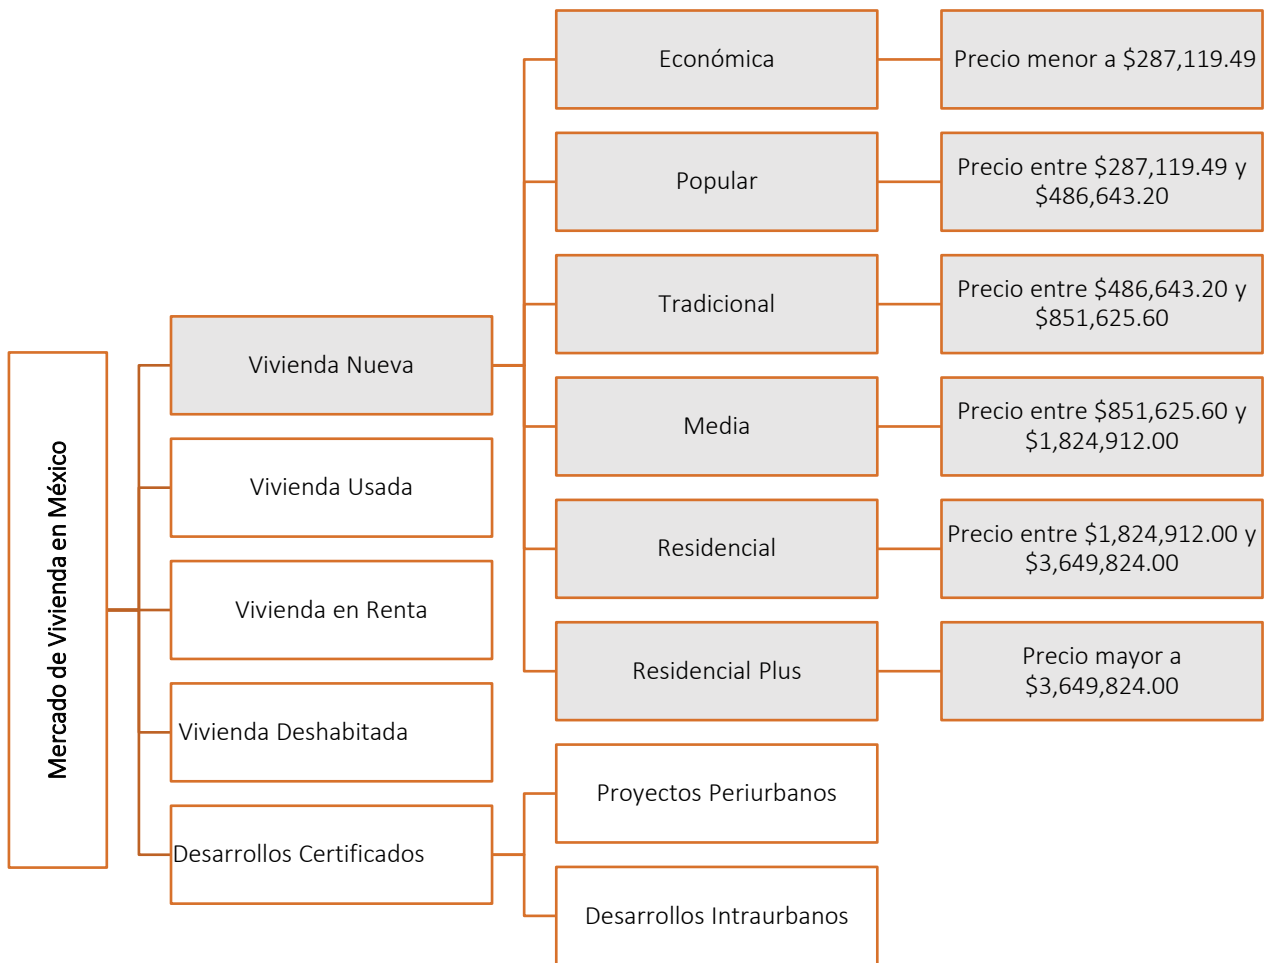 Mercado de Vivienda en México
Vivienda Nueva
Económica
Precio menor a $287,119.49
Popular
Precio entre $287,119.49 y
$486,643.20
Tradicional
Precio entre $486,643.20 y
$851,625.60
Media
Precio entre $851,625.60 y
$1,824,912.00
Residencial
Precio entre $1,824,912.00 y
$3,649,824.00
Residencial Plus
Precio mayor a
$3,649,824.00
Vivienda Usada
Vivienda en Renta
Vivienda Deshabitada
Desarrollos Certificados
Proyectos Periurbanos
Desarrollos Intraurbanos